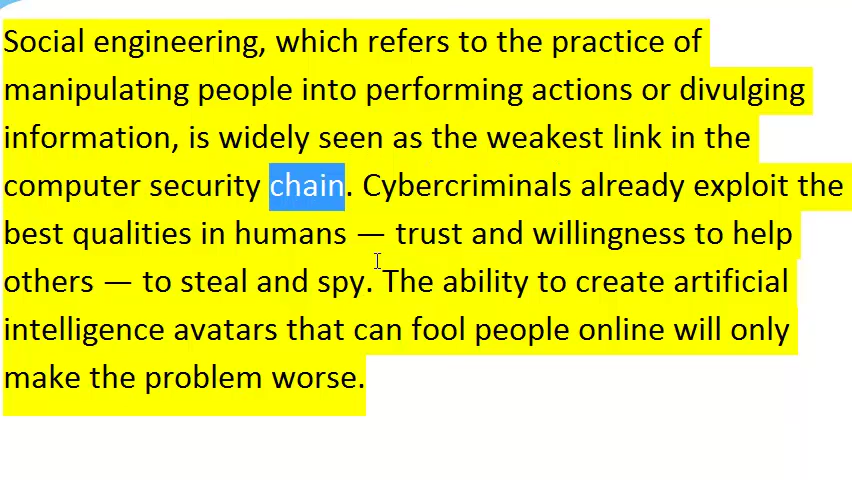 Social engineering, which refers to the practice of
manipulating people into performing actions or divulging
information, is widely seen as the weakest link in the
computer security chain. Cybercriminals already exploit the
best qualities in humans — trust and willingness to help
others — to steal and spy. The ability to create artificial
intelligence avatars that can fool people online will only
make the problem worse.